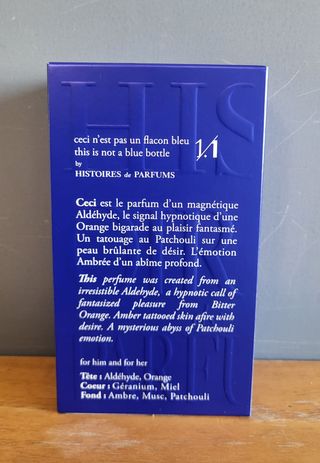 HIS
ceci n'est pas un flacon bleu
this is not a blue bottle 1/.1
by
HISTOIRES de PARFUMS
Ceci est le parfum d'un magnétique
Aldéhyde, le signal hypnotique d'une
Orange bigarade au plaisir fantasmé.
Un tatouage au Patchouli sur une
peau brûlante de désir. L'émotion
Ambrée d'un abîme profond.
This perfume was created from an
irresistible Aldehyde, a hypnotic call of
fantasized pleasure from Bitter
Orange. Amber tattooed skin afire with
desire. A mysterious abyss of Patchouli
emotion.
for him and for her
Tête : Aldéhyde, Orange
Coeur : Géranium, Miel
Fond : Ambre, Musc, Patchouli